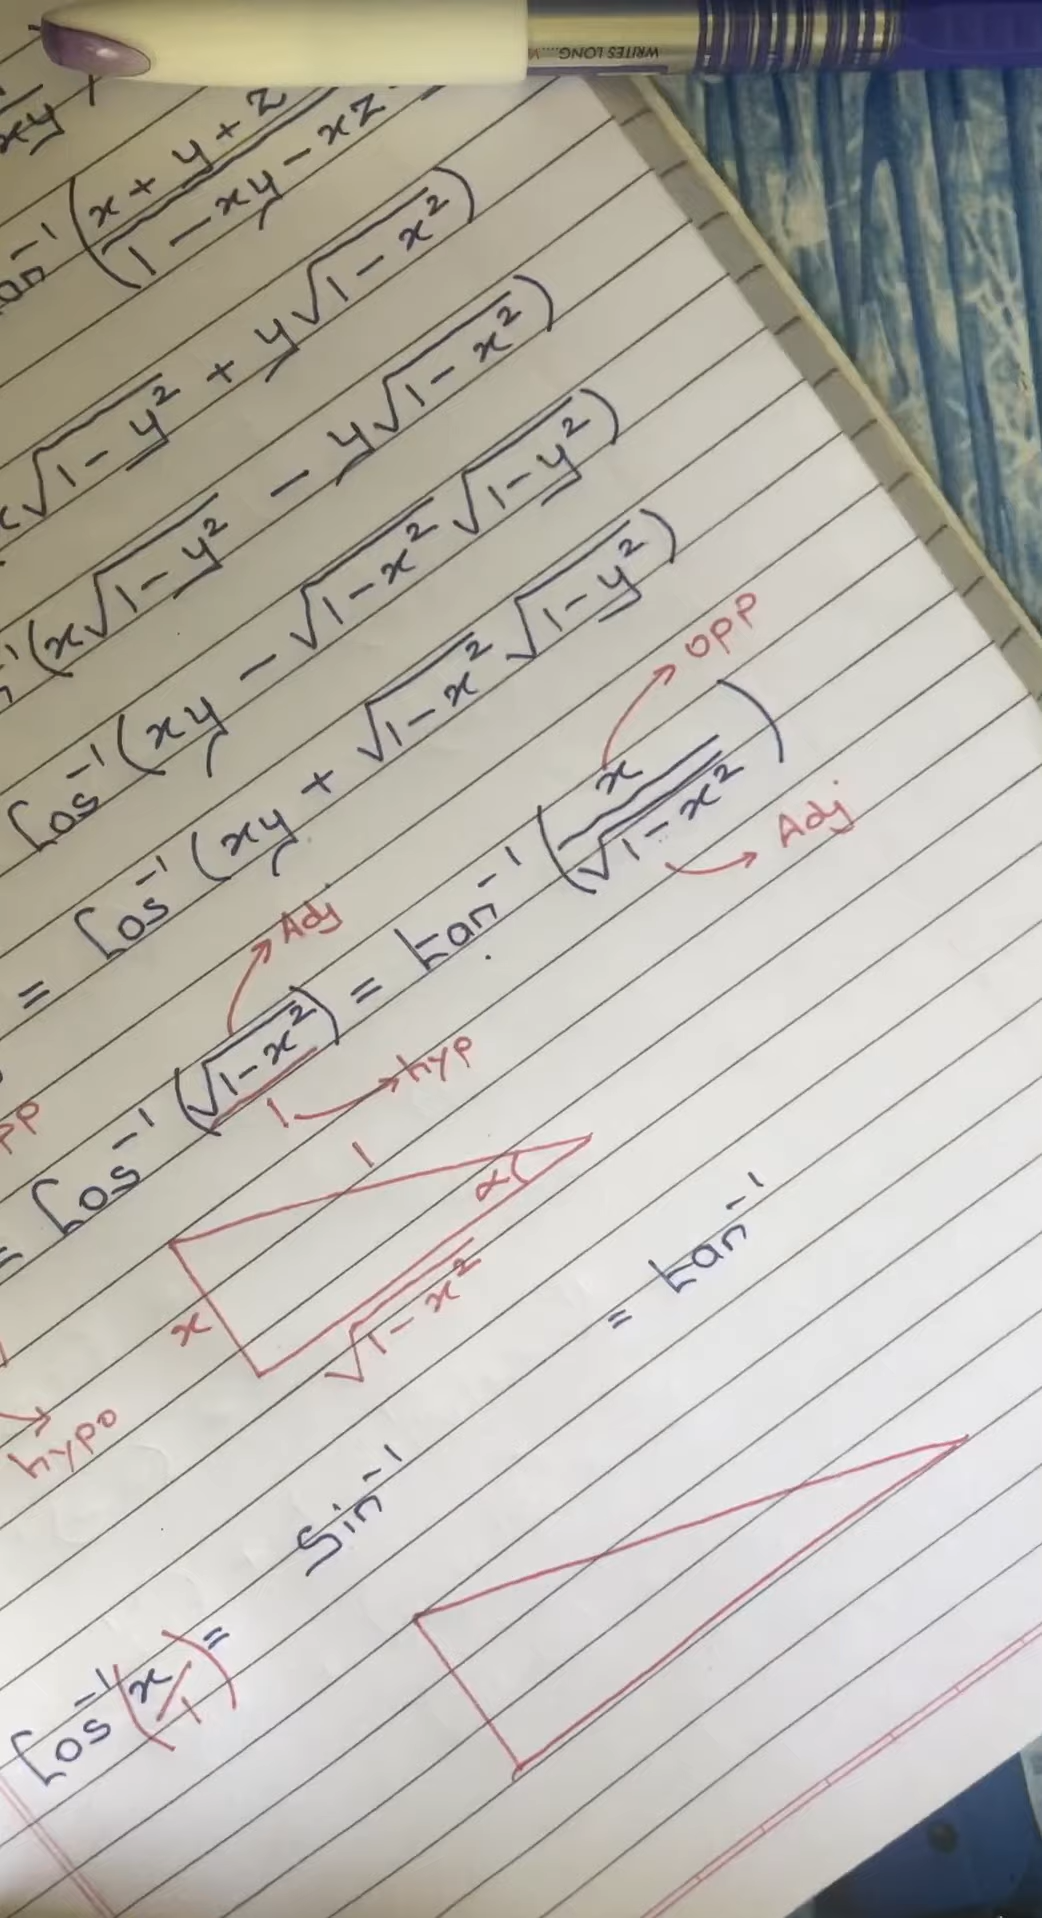 WRITES LONG....
xy
tan⁻¹(x + y + z / 1 − xy − xz
√1−y² + y√1−x²)
⁻¹(x√1−y² − y√1−x²)
Cos⁻¹(xy − √1−x² √1−y²)
= Cos⁻¹(xy + √1−x² √1−y²)
= Cos⁻¹(√1−x² / 1) = tan⁻¹(x / √1−x²)
OPP
Adj
Adj
hyp
PP
1
α
x
√1−x²
hypo
Cos⁻¹(x/1) = Sin⁻¹ = tan⁻¹